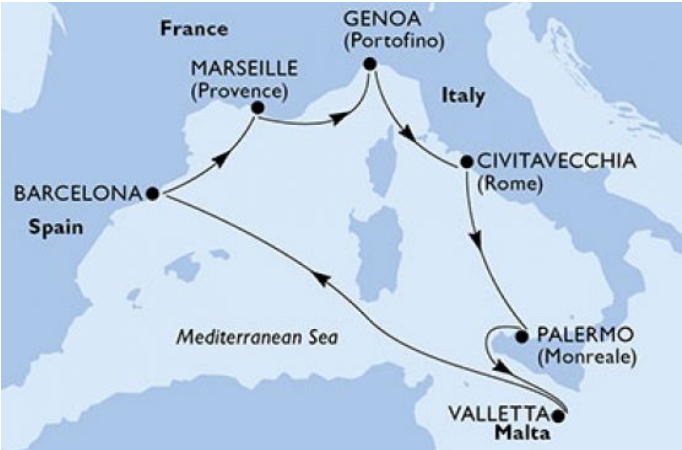 GENOA
(Portofino)
France
MARSEILLE
(Provence)
Italy
CIVITAVECCHIA
(Rome)
BARCELONA
Spain
Mediterranean Sea
PALERMO
(Monreale)
VALLETTA
Malta